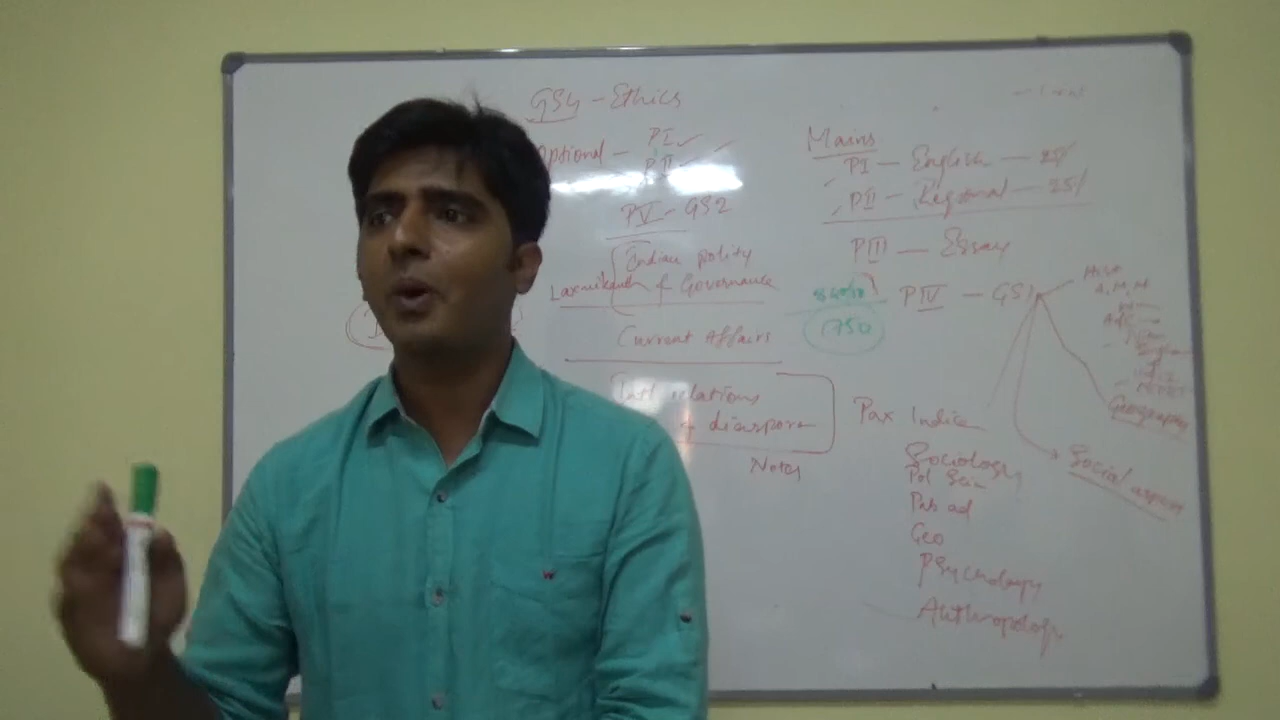 GS4 - Ethics
Optional - PI ✓
PII ✓
PV - GS2
Indian polity
Laxmikanth & Governance
Current Affairs
Intl relations
& diaspora
Notes
Mains
PI - English - 25%
PII - Regional - 25%
PIII - Essay
PIV - GS1
1750
Geography
Social aspects
Pax Indica
Sociology
Pol Sci
Pub ad
Geo
Psychology
Anthropology